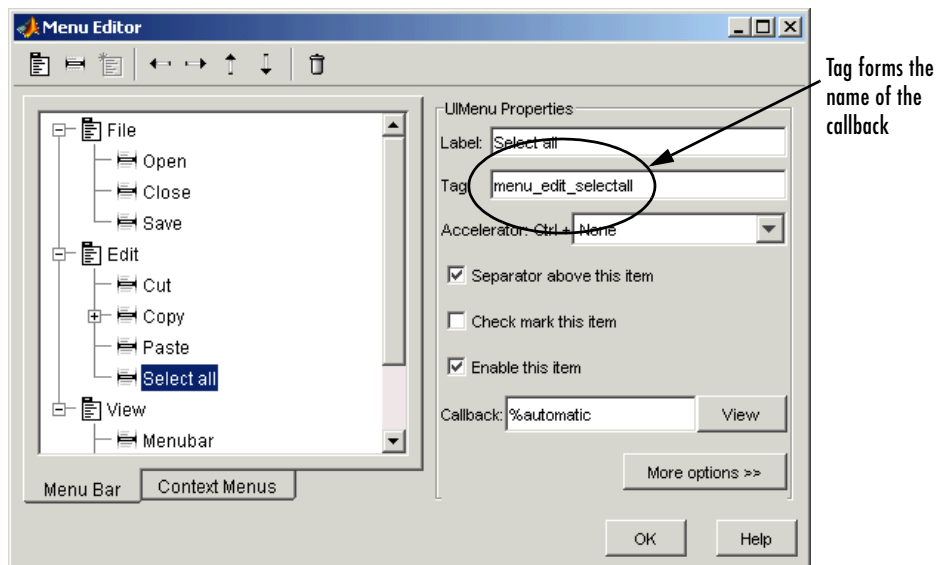 Menu Editor
Tag forms the
name of the
callback
File
Open
Close
Save
Edit
Cut
Copy
Paste
Select all
View
Menubar
Menu Bar
Context Menus
UIMenu Properties
Label: Select all
Tag: menu_edit_selectall
Accelerator: Ctrl + None
Separator above this item
Check mark this item
Enable this item
Callback: %automatic View
More options >>
OK Help